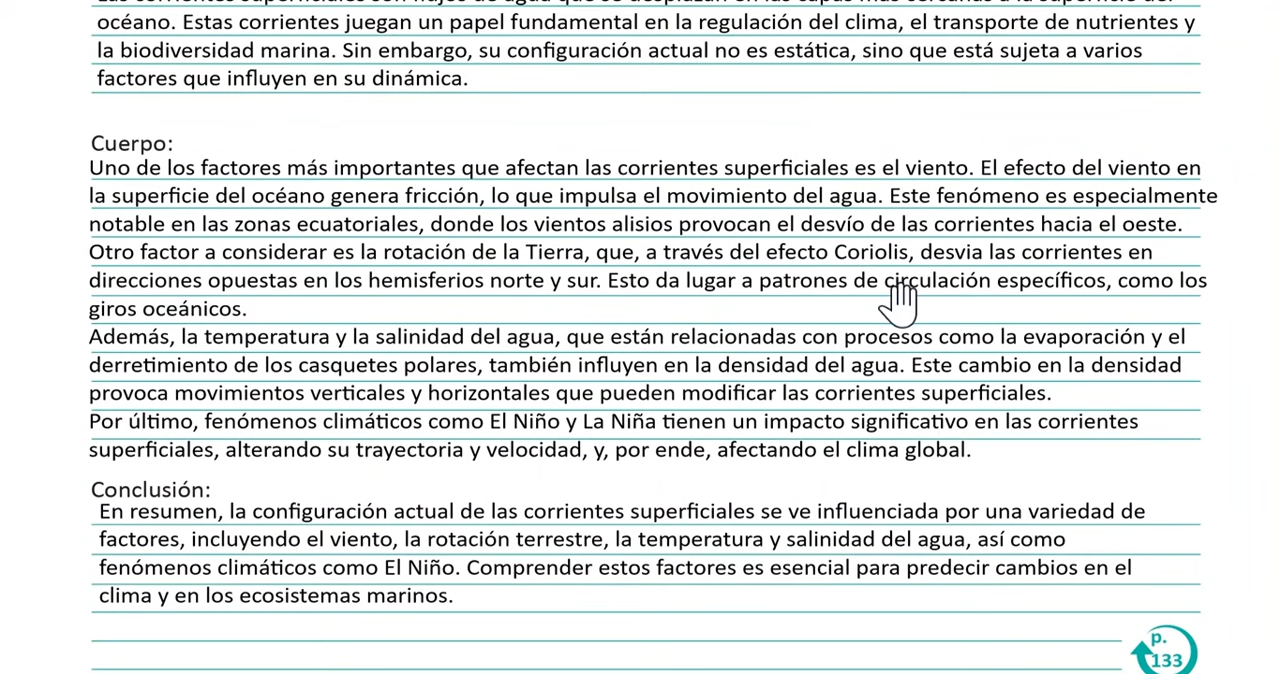 océano. Estas corrientes juegan un papel fundamental en la regulación del clima, el transporte de nutrientes y
la biodiversidad marina. Sin embargo, su configuración actual no es estática, sino que está sujeta a varios
factores que influyen en su dinámica.
Cuerpo:
Uno de los factores más importantes que afectan las corrientes superficiales es el viento. El efecto del viento en
la superficie del océano genera fricción, lo que impulsa el movimiento del agua. Este fenómeno es especialmente
notable en las zonas ecuatoriales, donde los vientos alisios provocan el desvío de las corrientes hacia el oeste.
Otro factor a considerar es la rotación de la Tierra, que, a través del efecto Coriolis, desvia las corrientes en
direcciones opuestas en los hemisferios norte y sur. Esto da lugar a patrones de circulación específicos, como los
giros oceánicos.
Además, la temperatura y la salinidad del agua, que están relacionadas con procesos como la evaporación y el
derretimiento de los casquetes polares, también influyen en la densidad del agua. Este cambio en la densidad
provoca movimientos verticales y horizontales que pueden modificar las corrientes superficiales.
Por último, fenómenos climáticos como El Niño y La Niña tienen un impacto significativo en las corrientes
superficiales, alterando su trayectoria y velocidad, y, por ende, afectando el clima global.
Conclusión:
En resumen, la configuración actual de las corrientes superficiales se ve influenciada por una variedad de
factores, incluyendo el viento, la rotación terrestre, la temperatura y salinidad del agua, así como
fenómenos climáticos como El Niño. Comprender estos factores es esencial para predecir cambios en el
clima y en los ecosistemas marinos.
p.
133